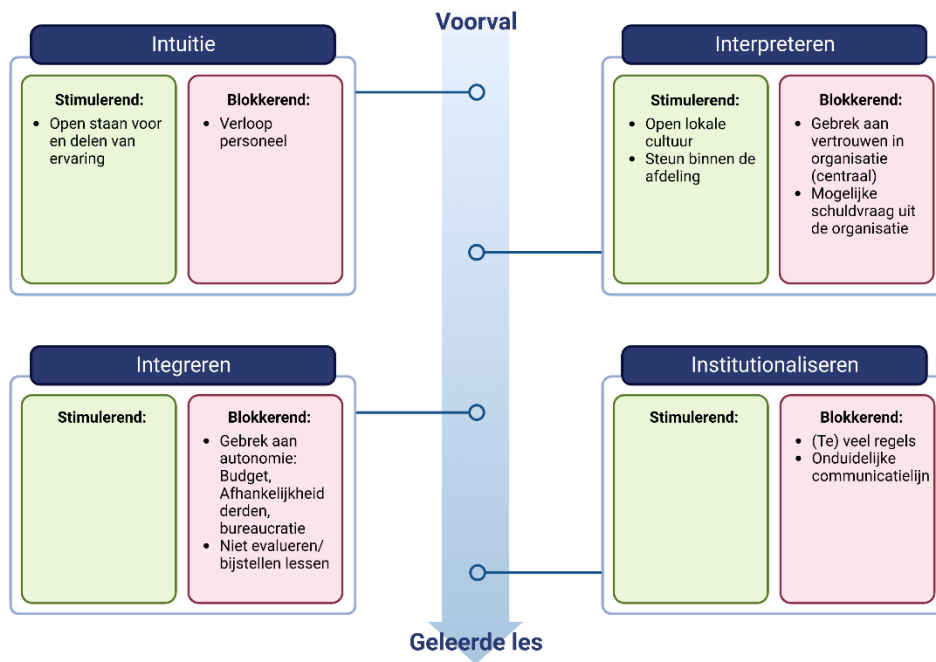 Voorval
Intuitie
Stimulerend:
• Open staan voor
en delen van
ervaring
Blokkerend:
• Verloop
personeel
Interpreteren
Stimulerend:
• Open lokale
cultuur
• Steun binnen de
afdeling
Blokkerend:
• Gebrek aan
vertrouwen in
organisatie
(centraal)
• Mogelijke
schuldvraag uit
de organisatie
Integreren
Stimulerend:
Blokkerend:
• Gebrek aan
autonomie:
Budget,
Afhankelijkheid
derden,
bureaucratie
• Niet evalueren/
bijstellen lessen
Institutionaliseren
Stimulerend:
Blokkerend:
• (Te) veel regels
• Onduidelijke
communicatielijn
Geleerde les